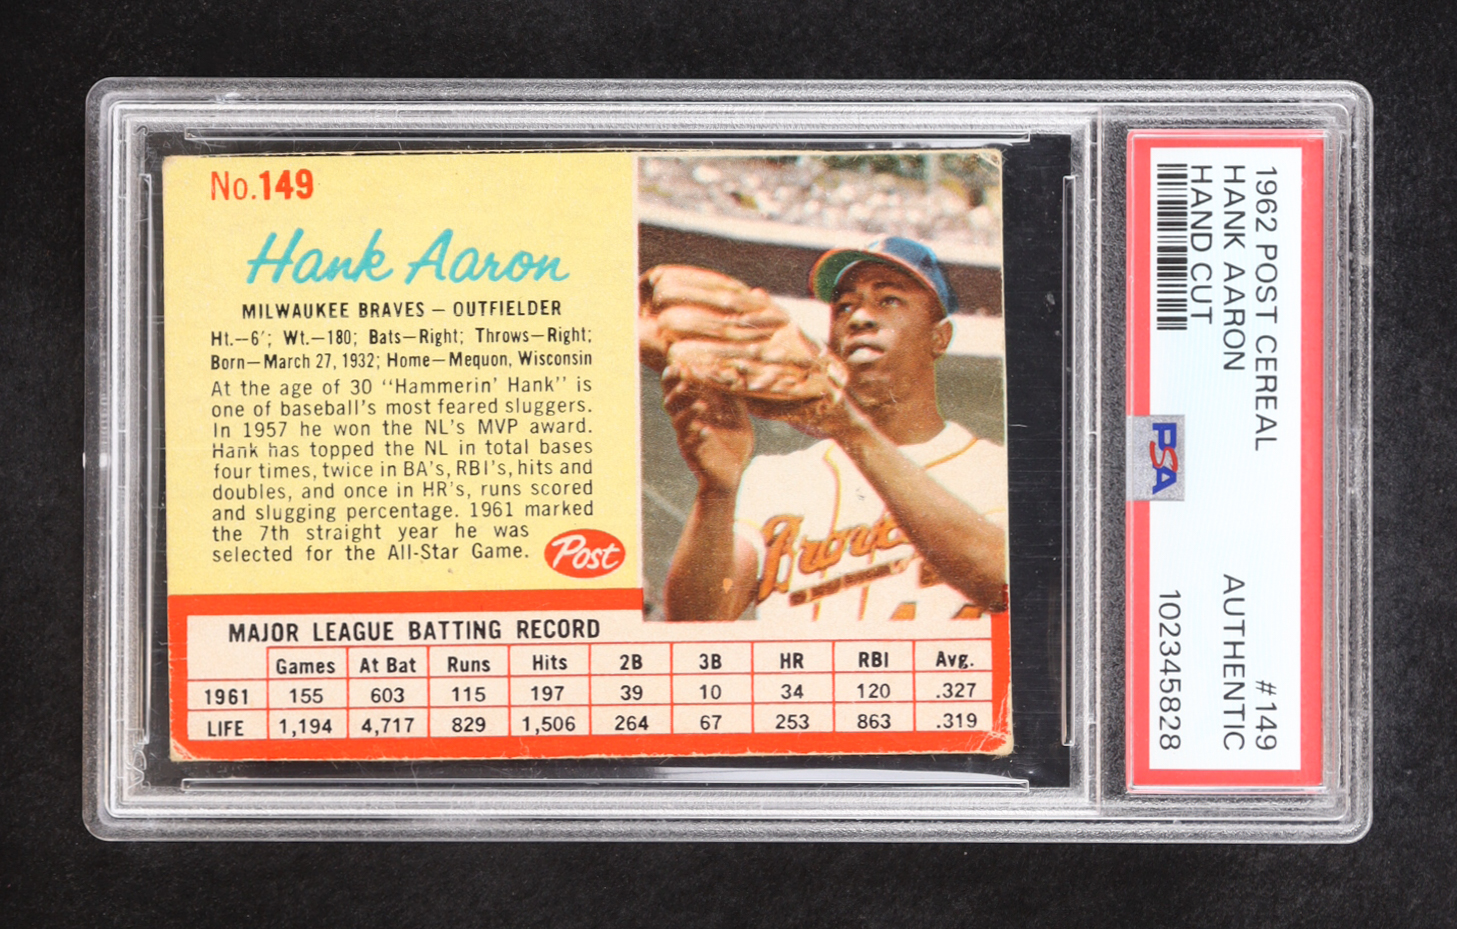 No.149
Hank Aaron
MILWAUKEE BRAVES — OUTFIELDER
Ht.—6′; Wt.—180; Bats—Right; Throws—Right;
Born—March 27, 1932; Home—Mequon, Wisconsin
At the age of 30 "Hammerin' Hank" is
one of baseball's most feared sluggers.
In 1957 he won the NL's MVP award.
Hank has topped the NL in total bases
four times, twice in BA's, RBI's, hits and
doubles, and once in HR's, runs scored
and slugging percentage. 1961 marked
the 7th straight year he was
selected for the All-Star Game.
Post
Braves
MAJOR LEAGUE BATTING RECORD
Games At Bat Runs Hits 2B 3B HR RBI Avg.
1961 155 603 115 197 39 10 34 120 .327
LIFE 1,194 4,717 829 1,506 264 67 253 863 .319
1962 POST CEREAL #149
HANK AARON AUTHENTIC
HAND CUT
PSA
102345828